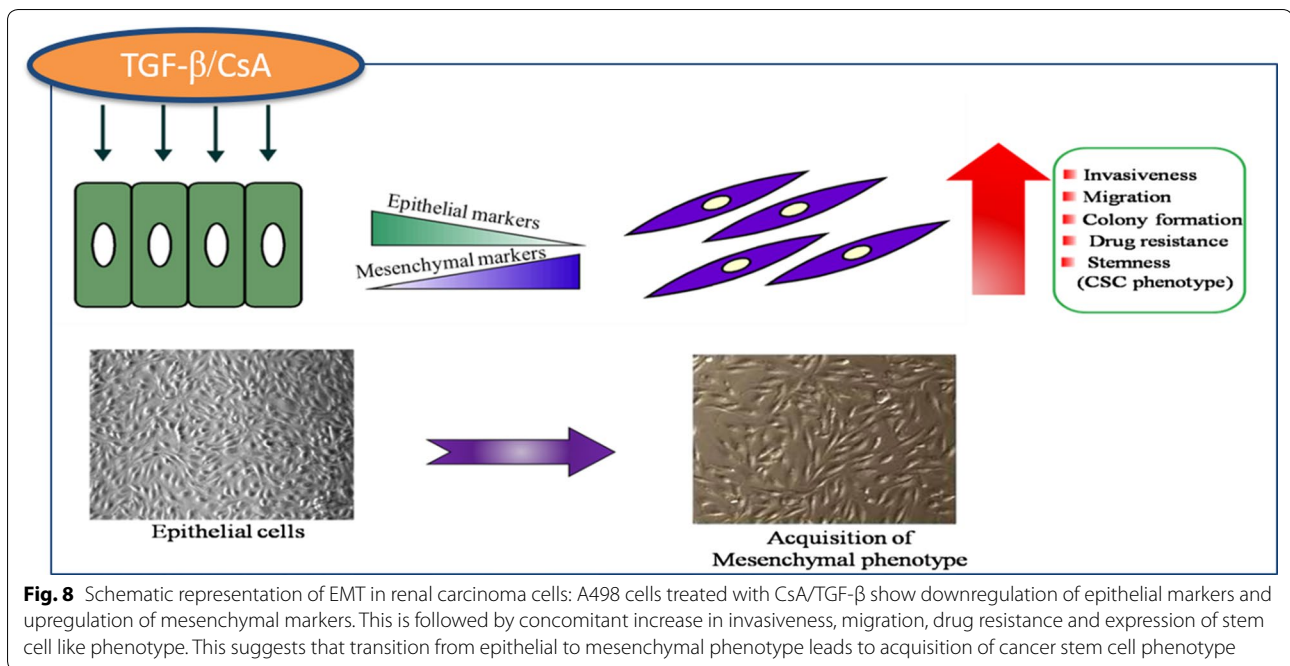 TGF-β/CsA
Epithelial markers
Mesenchymal markers
Invasiveness
Migration
Colony formation
Drug resistance
Stemness
(CSC phenotype)
Epithelial cells
Acquisition of
Mesenchymal phenotype
Fig. 8 Schematic representation of EMT in renal carcinoma cells: A498 cells treated with CsA/TGF-β show downregulation of epithelial markers and
upregulation of mesenchymal markers. This is followed by concomitant increase in invasiveness, migration, drug resistance and expression of stem
cell like phenotype. This suggests that transition from epithelial to mesenchymal phenotype leads to acquisition of cancer stem cell phenotype